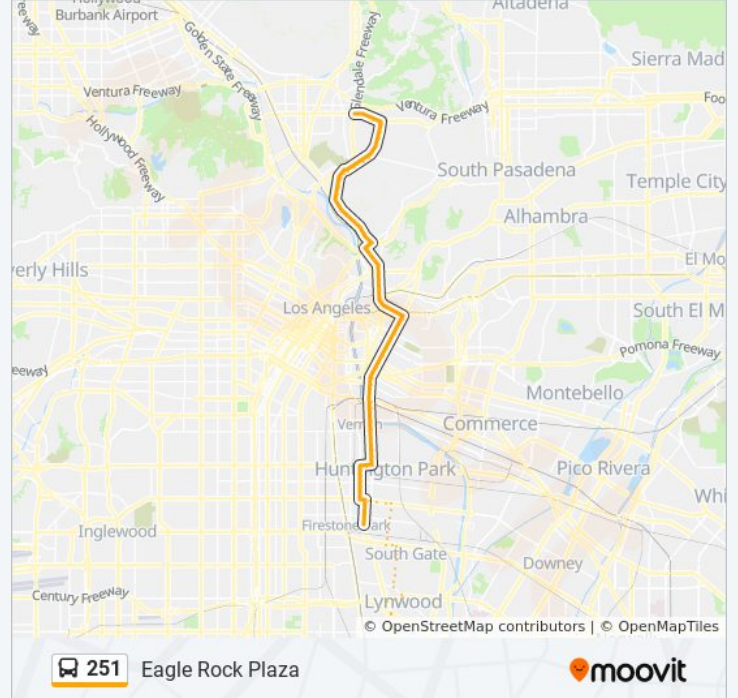 Hollywood
Burbank Airport
Altadena
eeway
Golden State Freeway
Glendale Freeway
Sierra Mad
Ventura Freeway
Ventura Freeway
Foo
Hollywood Freeway
South Pasadena
Temple City
Alhambra
verly Hills
El Mo
Los Angeles
South El M
Pomona Freeway
eeway
Montebello
Vernon
Commerce
Huntington Park
Pico Rivera
Whi
Inglewood
Firestone Park
South Gate
Downey
Century Freeway
Lynwood
© OpenStreetMap contributors | © OpenMapTiles
251 Eagle Rock Plaza
moovit